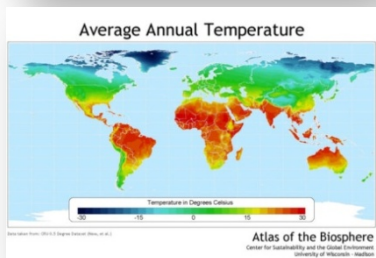 Average Annual Temperature
Temperature in Degrees Celsius
-30 -15 0 15 30
Atlas of the Biosphere
Center for Sustainability and the Global Environment
University of Wisconsin - Madison